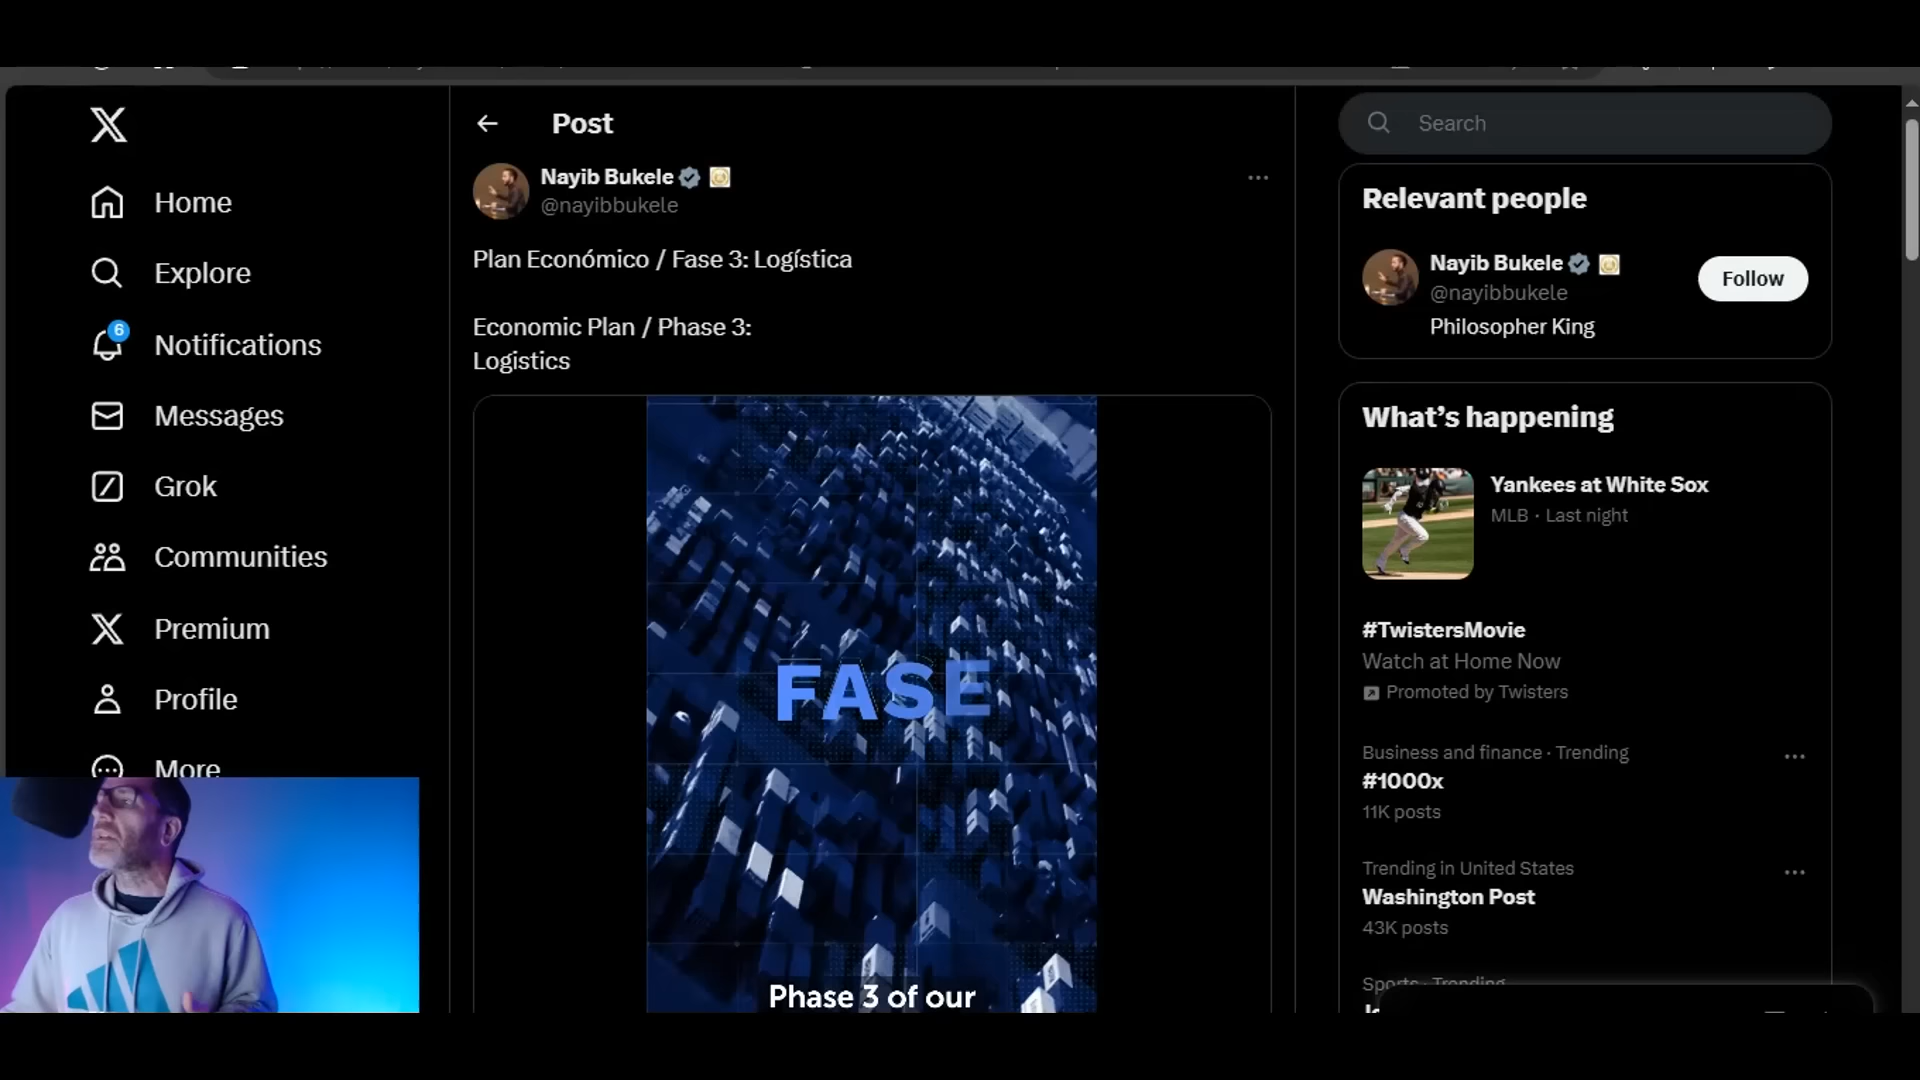 Home
Explore
6
Notifications
Messages
Grok
Communities
Premium
Profile
More
Post
Nayib Bukele
@nayibbukele
Plan Económico / Fase 3: Logística
Economic Plan / Phase 3:
Logistics
FASE
Phase 3 of our
Search
Relevant people
Nayib Bukele
@nayibbukele
Follow
Philosopher King
What's happening
Yankees at White Sox
MLB · Last night
#TwistersMovie
Watch at Home Now
Promoted by Twisters
Business and finance · Trending
#1000x
11K posts
Trending in United States
Washington Post
43K posts
Sports · Trending